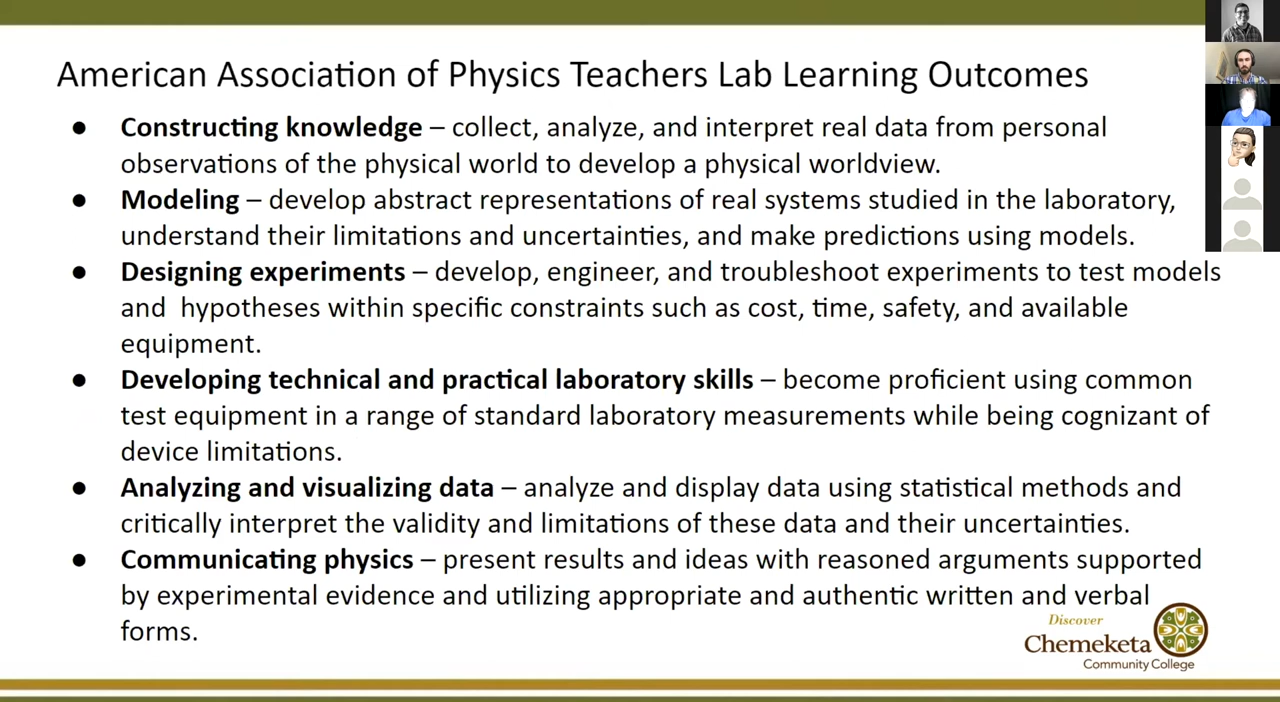 American Association of Physics Teachers Lab Learning Outcomes
● Constructing knowledge – collect, analyze, and interpret real data from personal
observations of the physical world to develop a physical worldview.
● Modeling – develop abstract representations of real systems studied in the laboratory,
understand their limitations and uncertainties, and make predictions using models.
● Designing experiments – develop, engineer, and troubleshoot experiments to test models
and  hypotheses within specific constraints such as cost, time, safety, and available
equipment.
● Developing technical and practical laboratory skills – become proficient using common
test equipment in a range of standard laboratory measurements while being cognizant of
device limitations.
● Analyzing and visualizing data – analyze and display data using statistical methods and
critically interpret the validity and limitations of these data and their uncertainties.
● Communicating physics – present results and ideas with reasoned arguments supported
by experimental evidence and utilizing appropriate and authentic written and verbal
forms.
Discover
Chemeketa
Community College